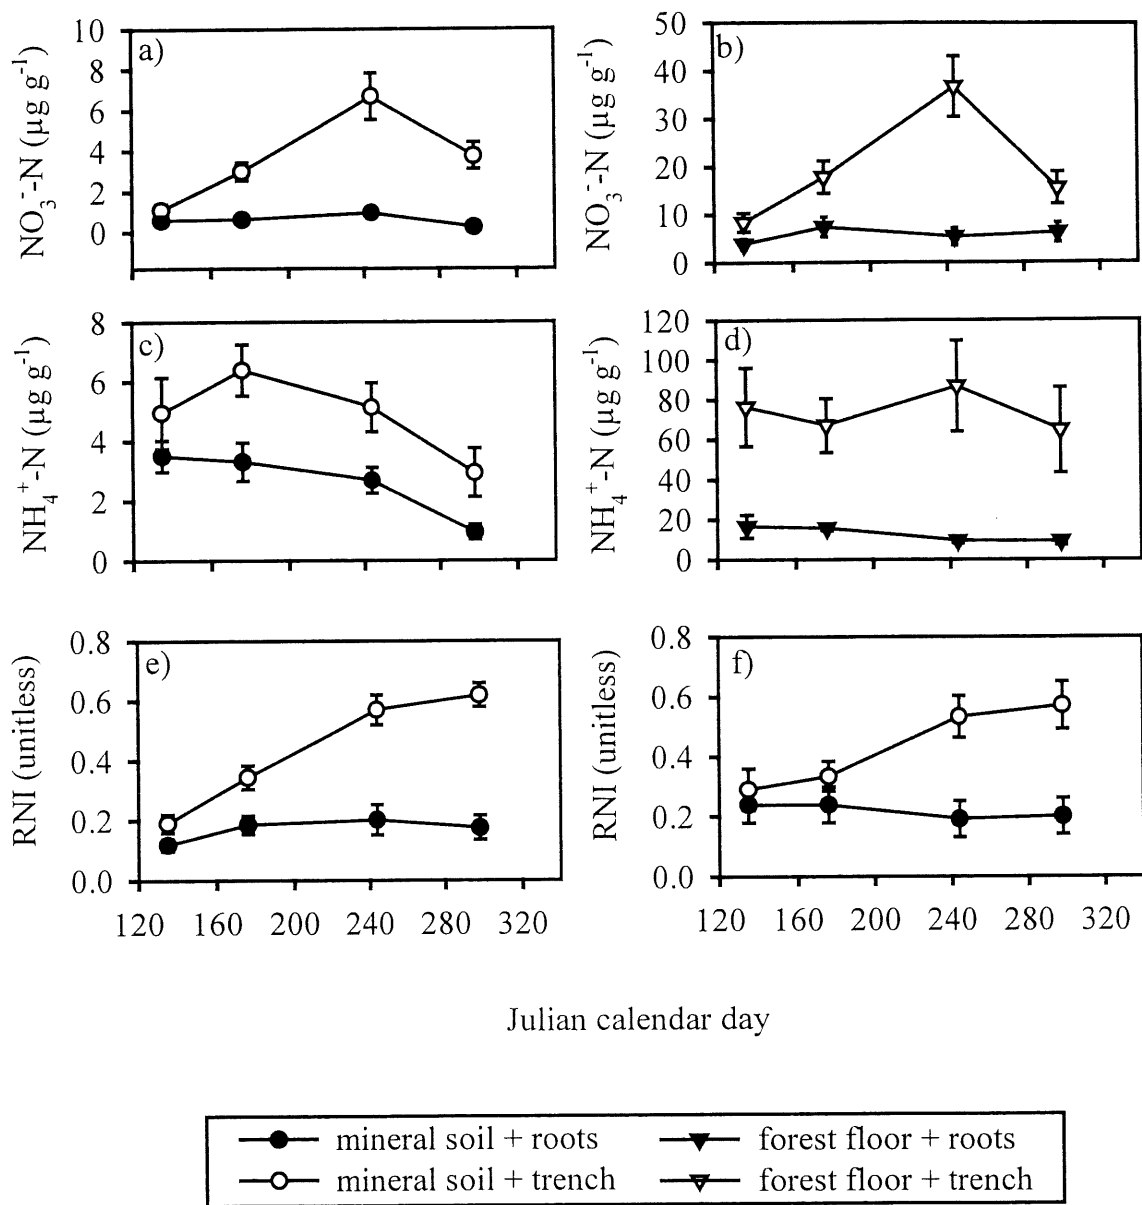 a)
NO3⁻-N (µg g⁻¹)
10
8
6
4
2
0
b)
NO3⁻-N (µg g⁻¹)
50
40
30
20
10
0
c)
NH4⁺-N (µg g⁻¹)
8
6
4
2
0
d)
NH4⁺-N (µg g⁻¹)
120
100
80
60
40
20
0
e)
RNI (unitless)
0.8
0.6
0.4
0.2
0.0
120 160 200 240 280 320
f)
RNI (unitless)
0.8
0.6
0.4
0.2
0.0
120 160 200 240 280 320
Julian calendar day
mineral soil + roots
forest floor + roots
mineral soil + trench
forest floor + trench